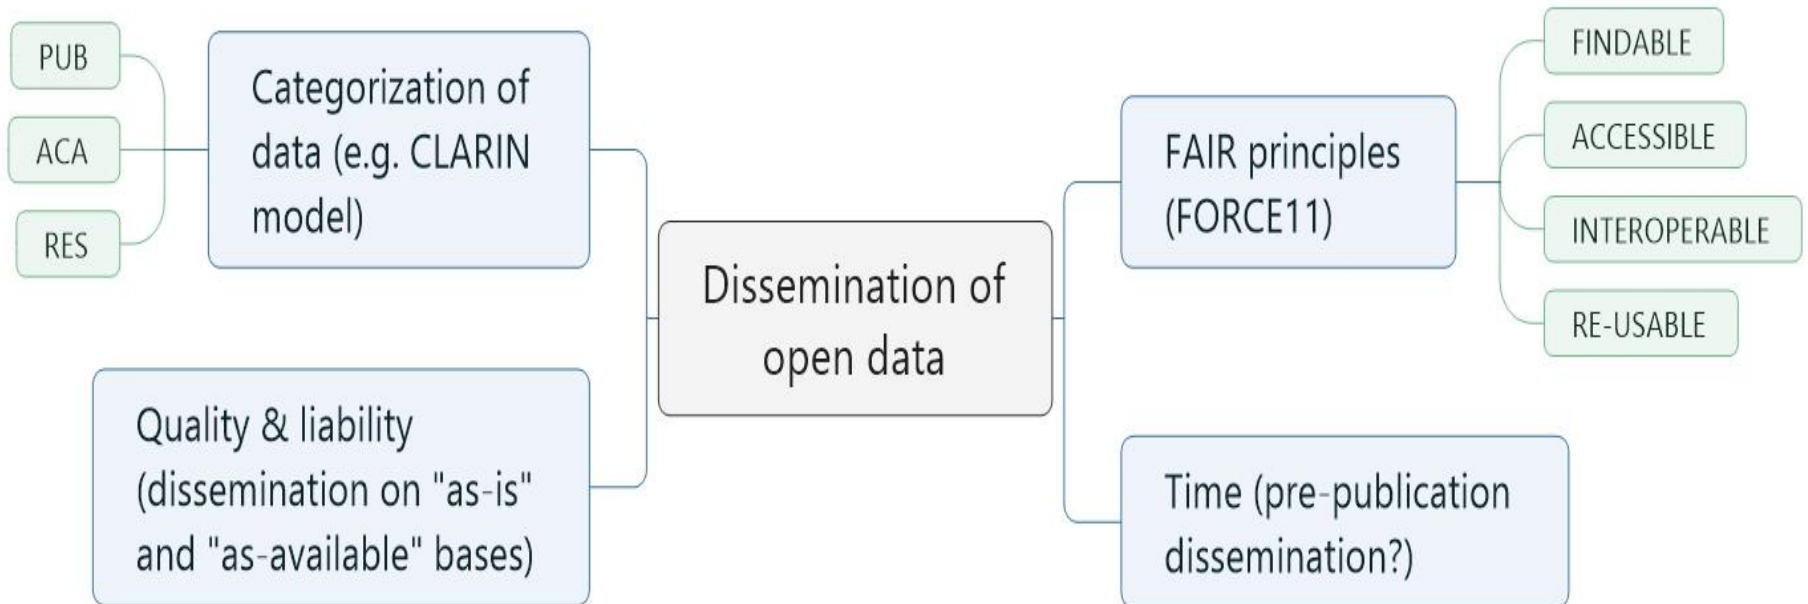 PUB
ACA
RES
Categorization of
data (e.g. CLARIN
model)
Quality & liability
(dissemination on "as-is"
and "as-available" bases)
Dissemination of
open data
FAIR principles
(FORCE11)
FINDABLE
ACCESSIBLE
INTEROPERABLE
RE-USABLE
Time (pre-publication
dissemination?)